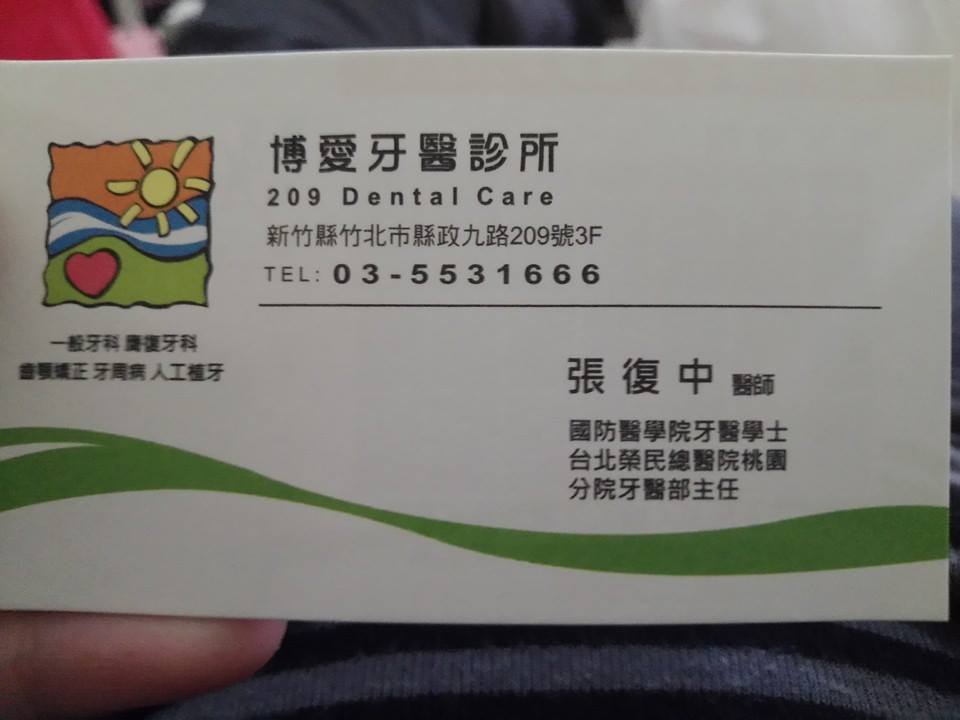 博愛牙醫診所
209 Dental Care
新竹縣竹北市縣政九路209號3F
TEL: 03-5531666
一般牙科 膺復牙科
齒顎矯正 牙周病 人工植牙
張復中 醫師
國防醫學院牙醫學士
台北榮民總醫院桃園
分院牙醫部主任